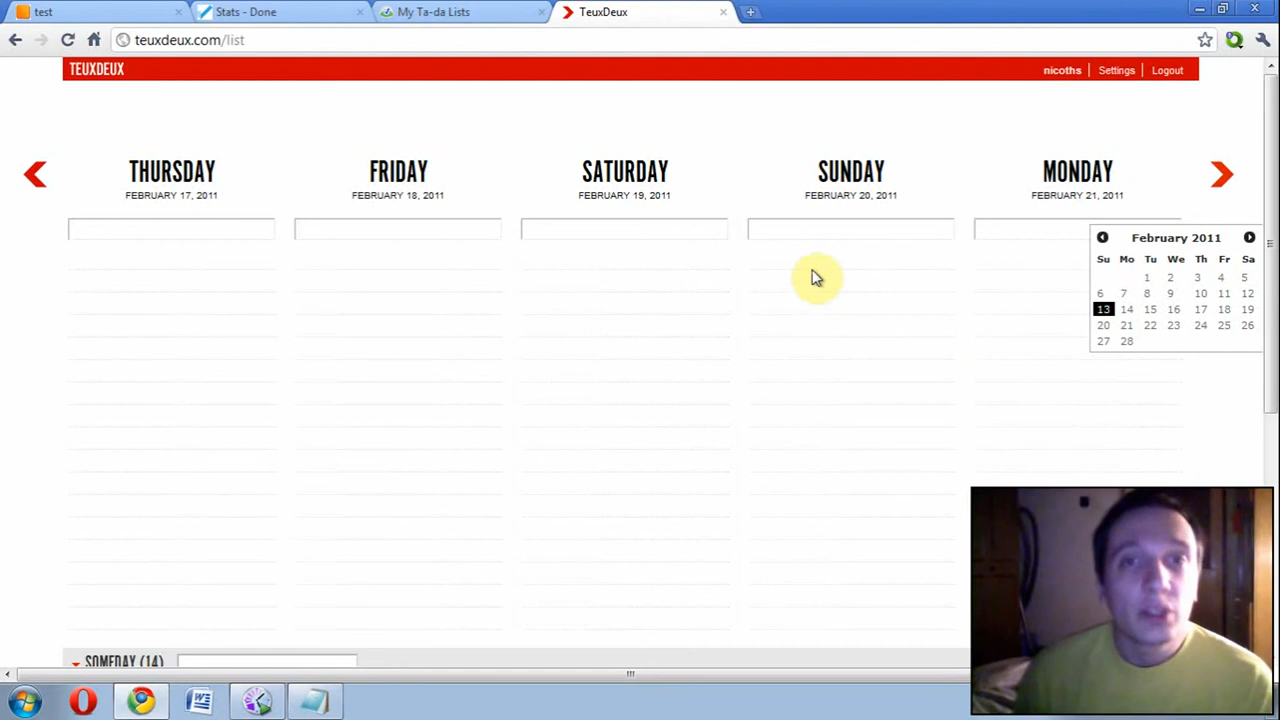 test
Stats - Done
My Ta-da Lists
TeuxDeux
teuxdeux.com/list
TEUXDEUX
nicoths
Settings
Logout
THURSDAY
FEBRUARY 17, 2011
FRIDAY
FEBRUARY 18, 2011
SATURDAY
FEBRUARY 19, 2011
SUNDAY
FEBRUARY 20, 2011
MONDAY
FEBRUARY 21, 2011
February 2011
Su Mo Tu We Th Fr Sa
1 2 3 4 5
6 7 8 9 10 11 12
13 14 15 16 17 18 19
20 21 22 23 24 25 26
27 28
SOMEDAY (14)